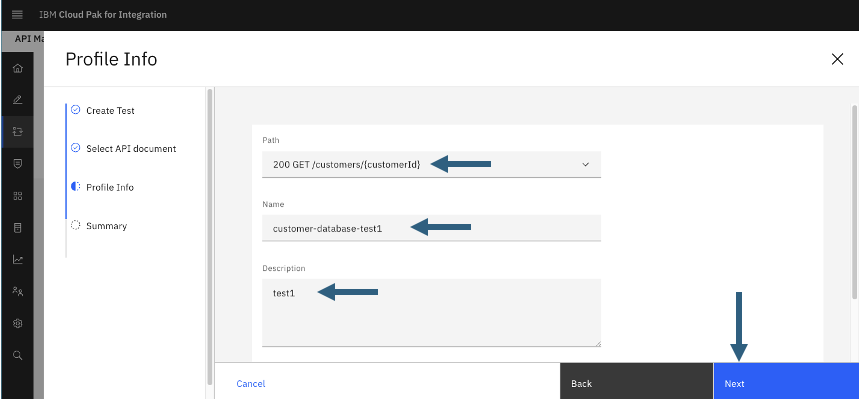 IBM Cloud Pak for Integration
API Ma
Profile Info
Create Test
Select API document
Profile Info
Summary
Path
200 GET /customers/{customerId}
Name
customer-database-test1
Description
test1
Cancel
Back
Next